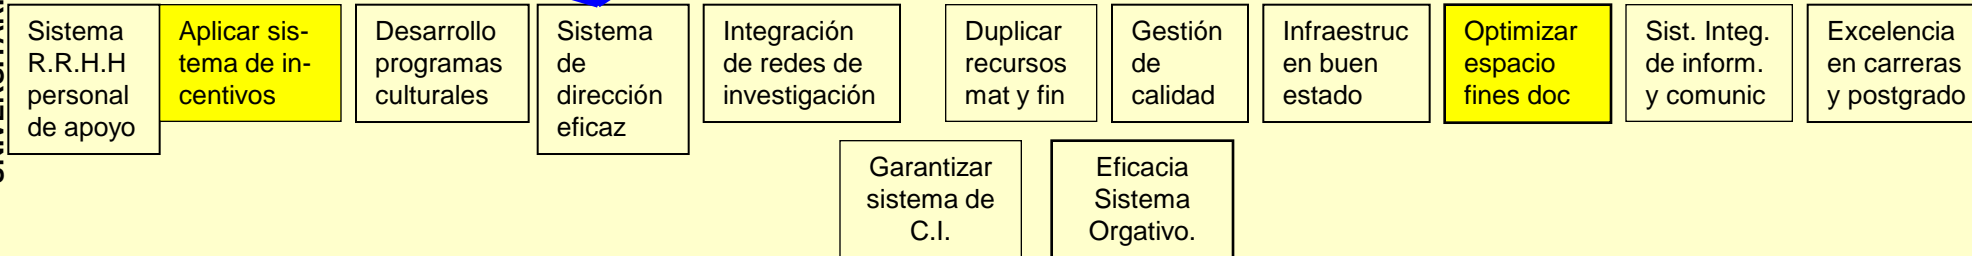 Sistema
R.R.H.H
personal
de apoyo
Aplicar sis-
tema de in-
centivos
Desarrollo
programas
culturales
Sistema
de
dirección
eficaz
Integración
de redes de
investigación
Duplicar
recursos
mat y fin
Gestión
de
calidad
Infraestruc
en buen
estado
Optimizar
espacio
fines doc
Sist. Integ.
de inform.
y comunic
Excelencia
en carreras
y postgrado
Garantizar
sistema de
C.I.
Eficacia
Sistema
Orgativo.